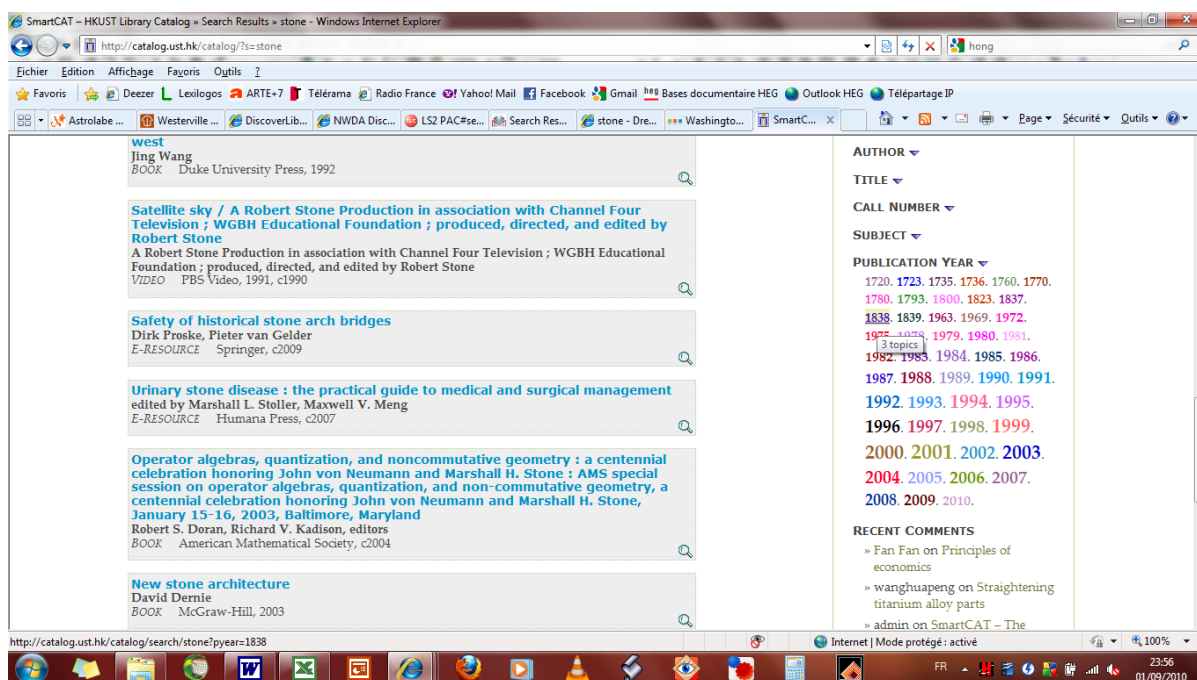 SmartCAT – HKUST Library Catalog » Search Results » stone - Windows Internet Explorer
http://catalog.ust.hk/catalog/?s=stone
hong
Fichier Edition Affichage Favoris Outils ?
Favoris Deezer Lexilogos ARTE+7 Télérama Radio France Yahoo! Mail Facebook Gmail Bases documentaire HEG Outlook HEG Télépartage IP
Astrolabe ... Westerville ... DiscoverLib... NWDA Disc... LS2 PAC#se... Search Res... stone - Dre... Washingto... SmartC... x Page Sécurité Outils
west
Jing Wang
BOOK Duke University Press, 1992
Satellite sky / A Robert Stone Production in association with Channel Four
Television ; WGBH Educational Foundation ; produced, directed, and edited by
Robert Stone
A Robert Stone Production in association with Channel Four Television ; WGBH Educational
Foundation ; produced, directed, and edited by Robert Stone
VIDEO PBS Video, 1991, c1990
Safety of historical stone arch bridges
Dirk Proske, Pieter van Gelder
E-RESOURCE Springer, c2009
Urinary stone disease : the practical guide to medical and surgical management
edited by Marshall L. Stoller, Maxwell V. Meng
E-RESOURCE Humana Press, c2007
Operator algebras, quantization, and noncommutative geometry : a centennial
celebration honoring John von Neumann and Marshall H. Stone : AMS special
session on operator algebras, quantization, and non-commutative geometry, a
centennial celebration honoring John von Neumann and Marshall H. Stone,
January 15-16, 2003, Baltimore, Maryland
Robert S. Doran, Richard V. Kadison, editors
BOOK American Mathematical Society, c2004
New stone architecture
David Dernie
BOOK McGraw-Hill, 2003
AUTHOR
TITLE
CALL NUMBER
SUBJECT
PUBLICATION YEAR
1720. 1723. 1735. 1736. 1760. 1770.
1780. 1793. 1800. 1823. 1837.
1838. 1839. 1963. 1969. 1972.
1975. 1978. 1979. 1980. 1981.
3 topics
1982. 1983. 1984. 1985. 1986.
1987. 1988. 1989. 1990. 1991.
1992. 1993. 1994. 1995.
1996. 1997. 1998. 1999.
2000. 2001. 2002. 2003.
2004. 2005. 2006. 2007.
2008. 2009. 2010.
RECENT COMMENTS
» Fan Fan on Principles of
economics
» wanghuapeng on Straightening
titanium alloy parts
» admin on SmartCAT – The
http://catalog.ust.hk/catalog/search/stone?pyear=1838
Internet | Mode protégé : activé
100%
FR
23:56
01/09/2010